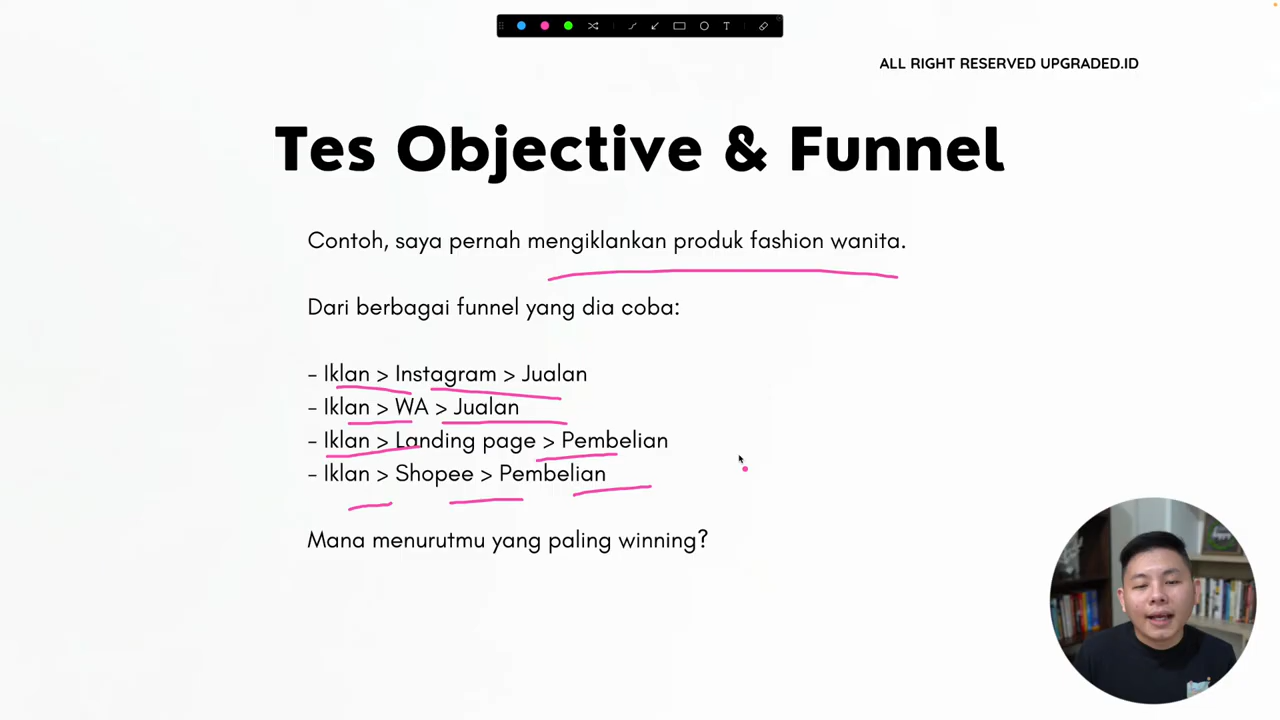 T
ALL RIGHT RESERVED UPGRADED.ID
Tes Objective & Funnel
Contoh, saya pernah mengiklankan produk fashion wanita.
Dari berbagai funnel yang dia coba:
- Iklan > Instagram > Jualan
- Iklan > WA > Jualan
- Iklan > Landing page > Pembelian
- Iklan > Shopee > Pembelian
Mana menurutmu yang paling winning?